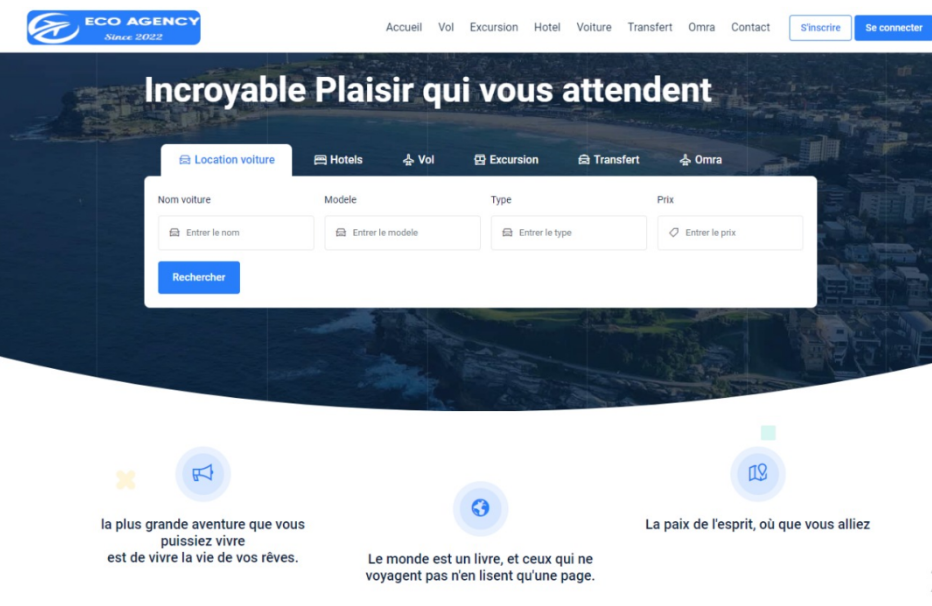 ECO AGENCY
Since 2022
Accueil Vol Excursion Hotel Voiture Transfert Omra Contact S'inscrire Se connecter
Incroyable Plaisir qui vous attendent
Location voiture Hotels Vol Excursion Transfert Omra
Nom voiture Modele Type Prix
Entrer le nom Entrer le modele Entrer le type Entrer le prix
Rechercher
la plus grande aventure que vous
puissiez vivre
est de vivre la vie de vos rêves.
Le monde est un livre, et ceux qui ne
voyagent pas n'en lisent qu'une page.
La paix de l'esprit, où que vous alliez